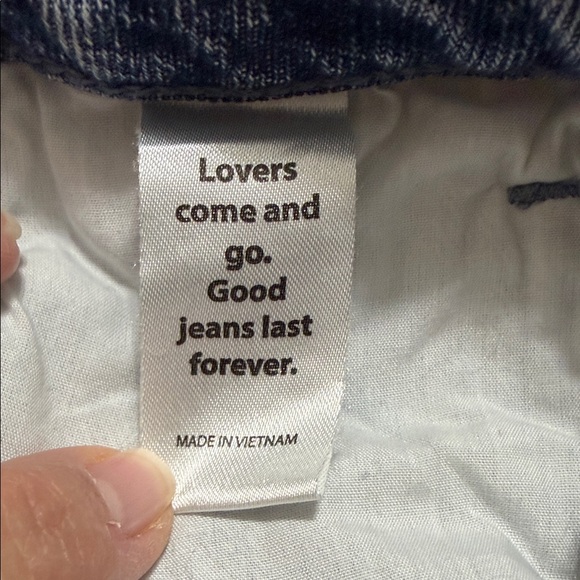 Lovers
come and
go.
Good
jeans last
forever.
MADE IN VIETNAM